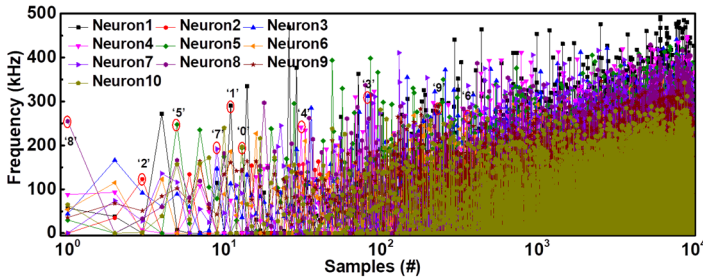 Frequency (kHz)
500
400
300
200
100
0
Neuron1 Neuron2 Neuron3
Neuron4 Neuron5 Neuron6
Neuron7 Neuron8 Neuron9
Neuron10
'8'
'2'
'5'
'7'
'1'
'0'
'4'
'3'
'9'
'6'
10⁰ 10¹ 10² 10³ 10⁴
Samples (#)